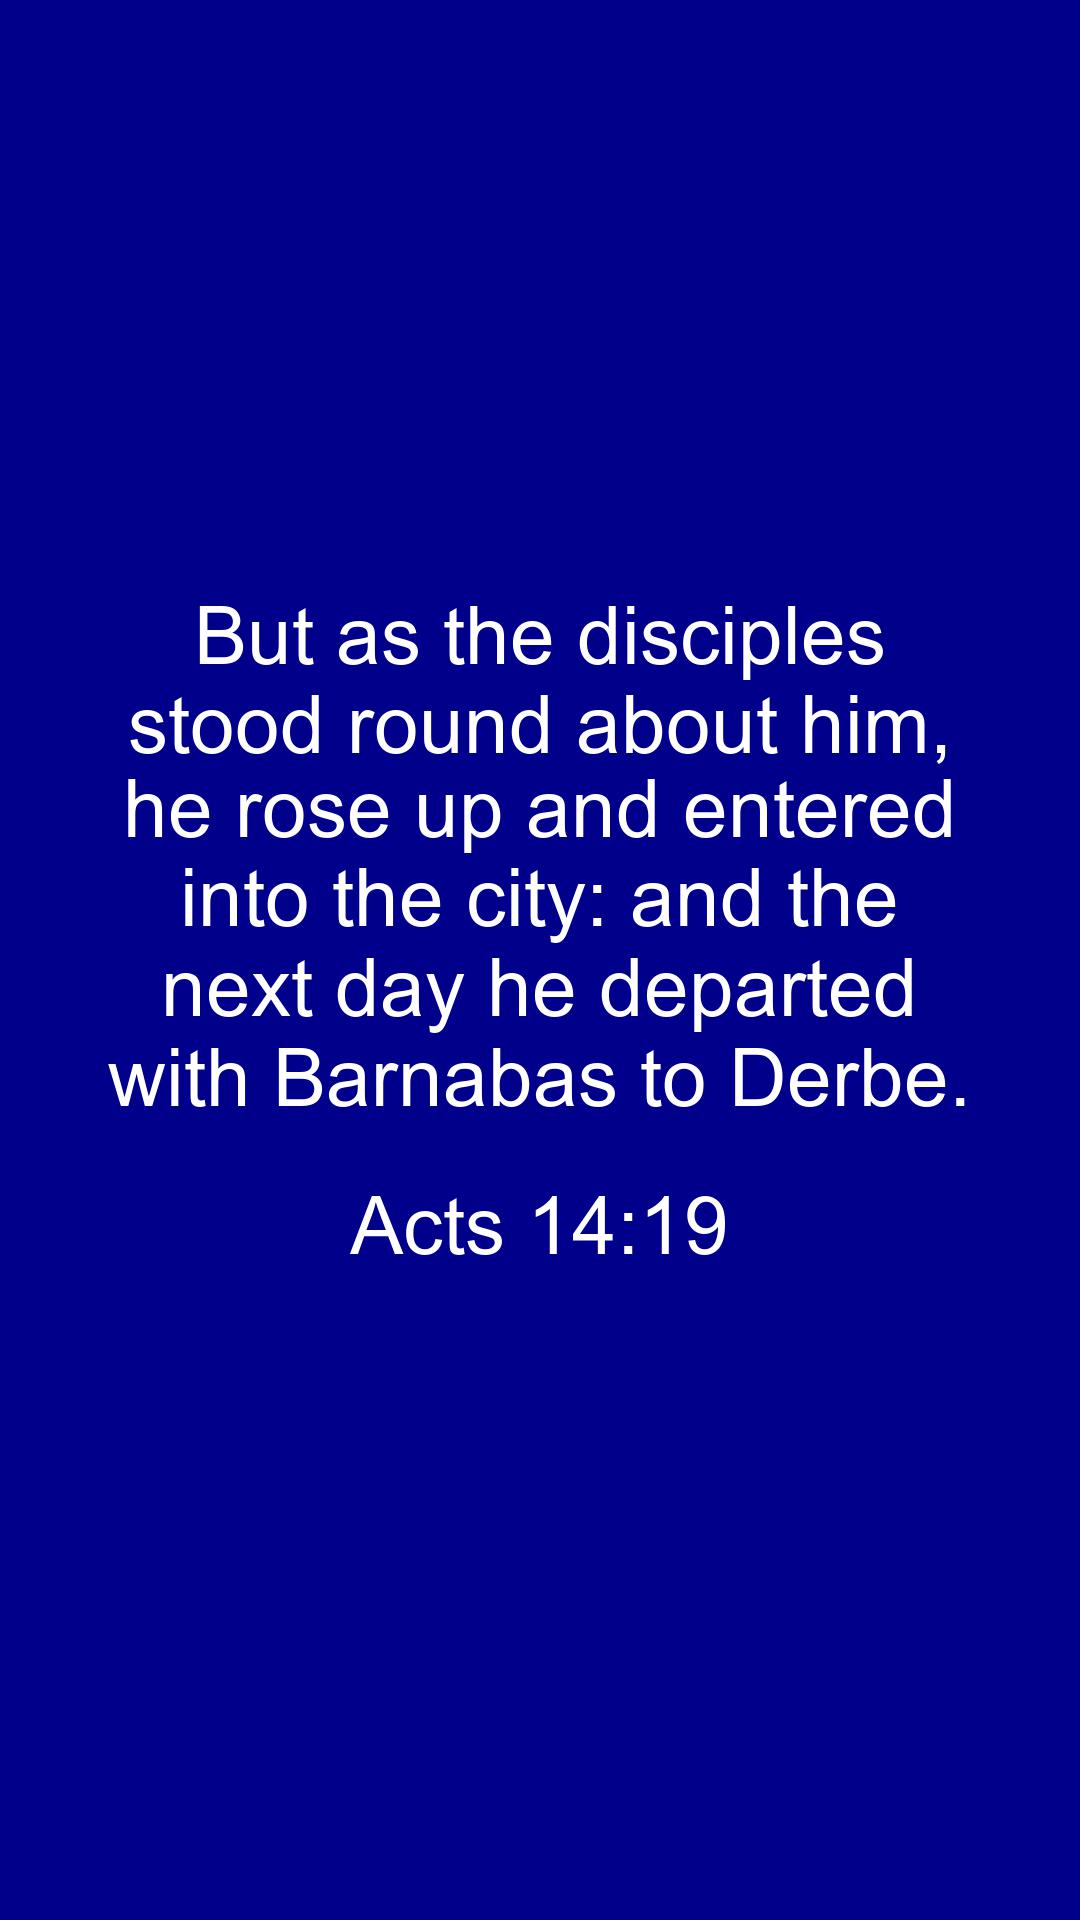 But as the disciples
stood round about him,
he rose up and entered
into the city: and the
next day he departed
with Barnabas to Derbe.
Acts 14:19